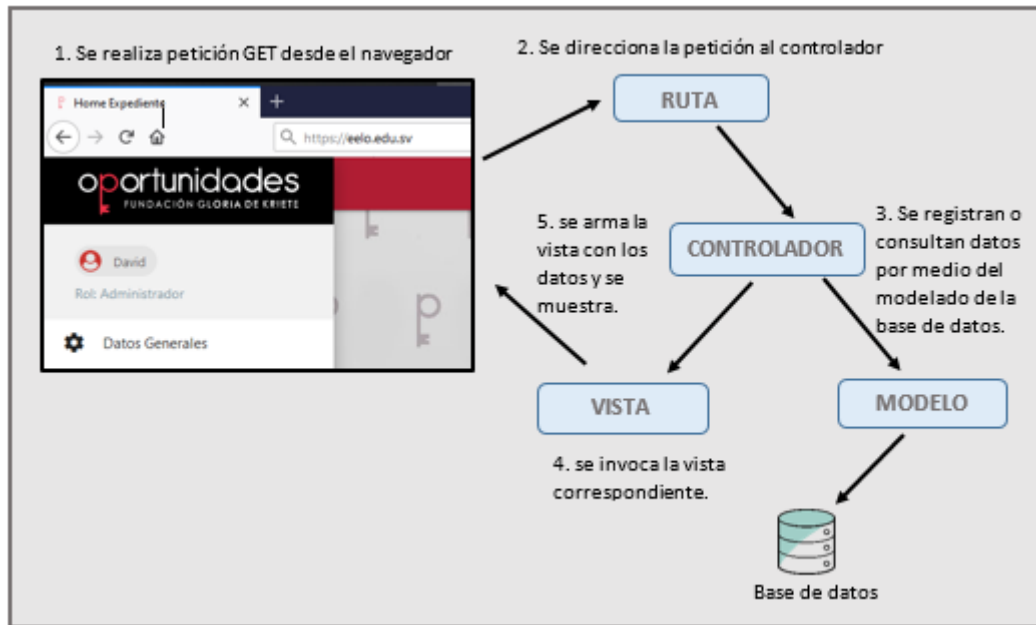 1. Se realiza petición GET desde el navegador
2. Se direcciona la petición al controlador
Home Expediente
https://eelo.edu.sv
oportunidades
FUNDACIÓN GLORIA DE KRIETE
David
Rol: Administrador
Datos Generales
RUTA
5. se arma la
vista con los
datos y se
muestra.
CONTROLADOR
3. Se registran o
consultan datos
por medio del
modelado de la
base de datos.
VISTA
MODELO
4. se invoca la vista
correspondiente.
Base de datos